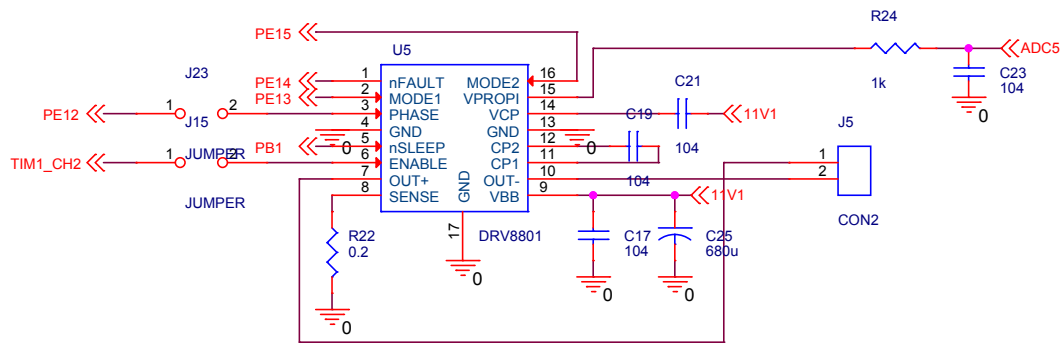 R24
PE15
U5
ADC5
J23
PE14
1
nFAULT
MODE2
16
C21
C23
104
PE13
2
MODE1
VPROPI
15
1k
PE12
1
2
3
PHASE
VCP
14
C19
11V1
0
J15
4
GND
GND
13
J5
0
0
PB1
5
nSLEEP
CP2
12
104
TIM1_CH2
1
JUMPER
2
6
ENABLE
CP1
11
1
7
OUT+
OUT-
10
104
2
JUMPER
8
SENSE
GND
VBB
9
11V1
CON2
R22
0.2
17
DRV8801
C17
104
C25
680u
0
0
0
0